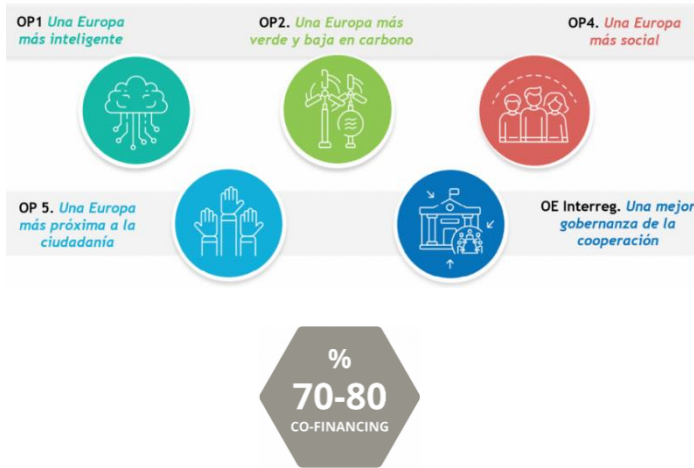 OP1 Una Europa
más inteligente
OP2. Una Europa más
verde y baja en carbono
OP4. Una Europa
más social
OP 5. Una Europa
más próxima a la
ciudadanía
OE Interreg. Una mejor
gobernanza de la
cooperación
%
70-80
CO-FINANCING